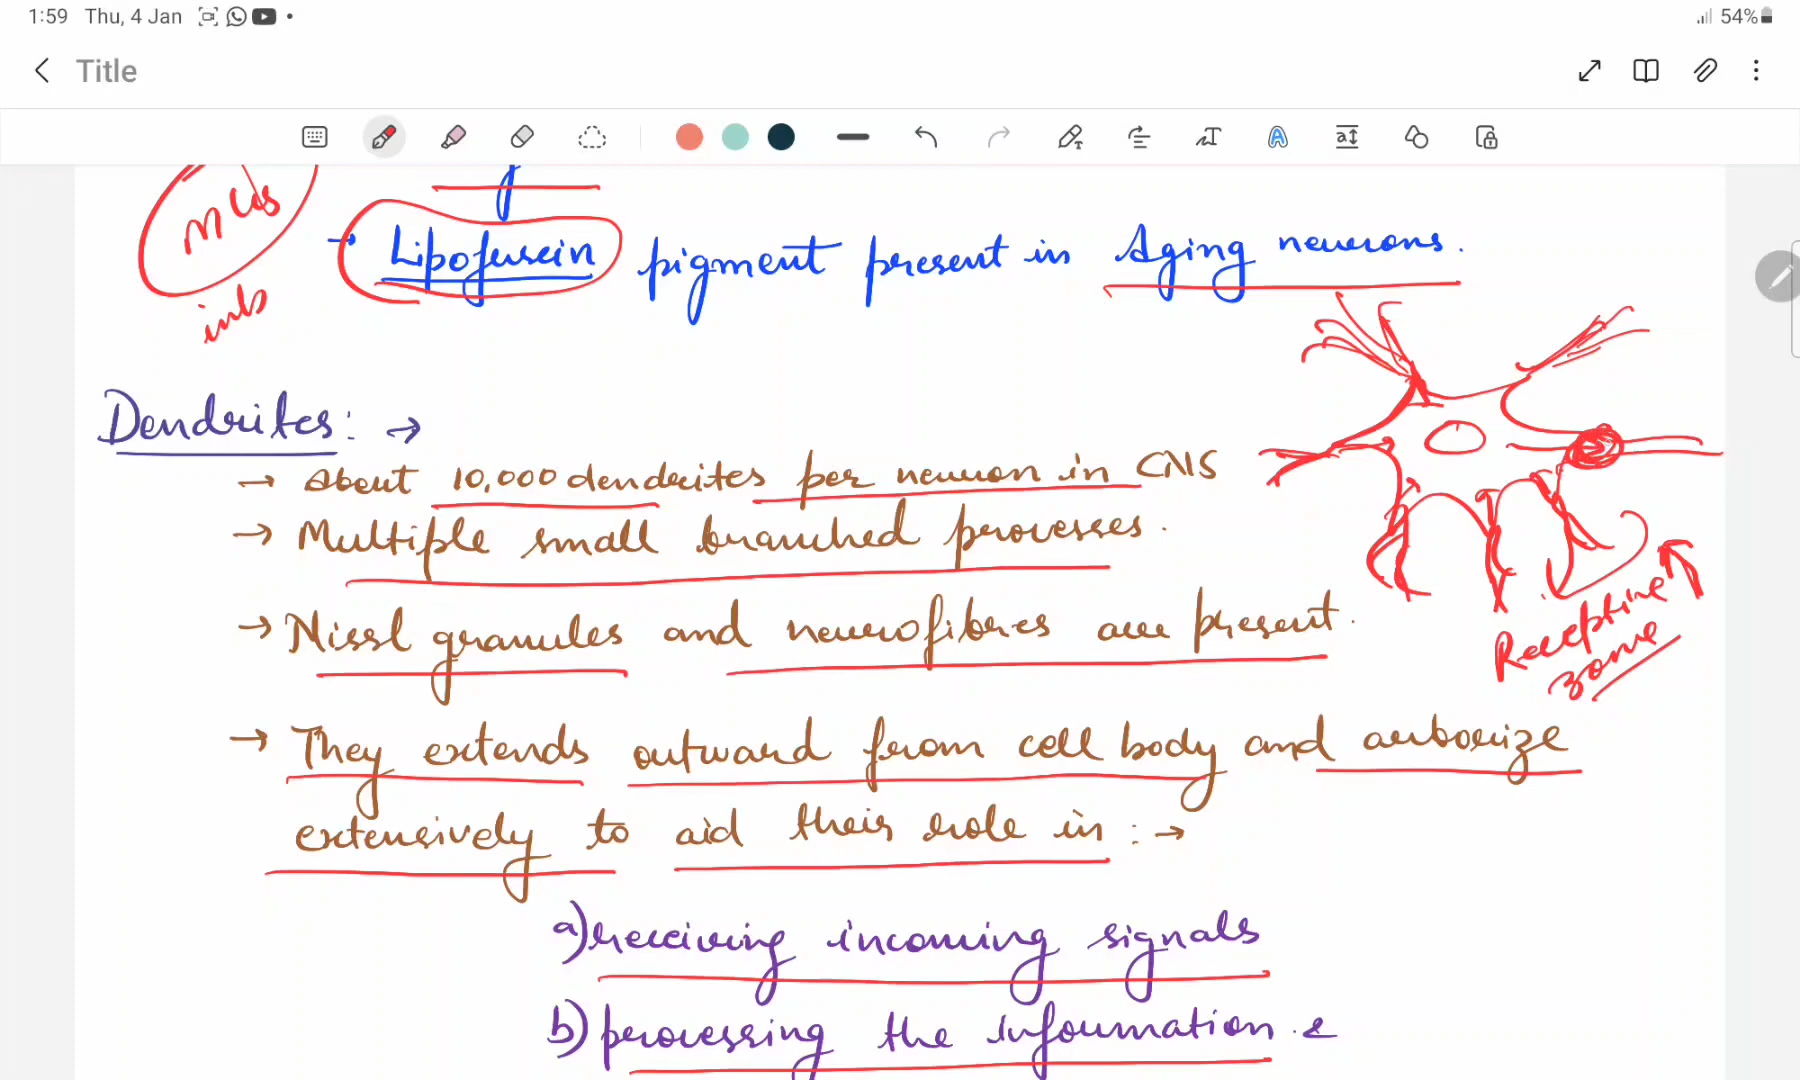 1:59 Thu, 4 Jan
54%
Title
MCQs
→ Lipofuscin pigment present in Aging neurons.
Dendrites: →
→ About 10,000 dendrites per neuron in CNS
→ Multiple small branched processes.
→ Nissl granules and neurofibres are present.
Receptive
zone
→ They extends outward from cell body and arborize
extensively to aid their role in: →
a) receiving incoming signals
b) processing the information. &